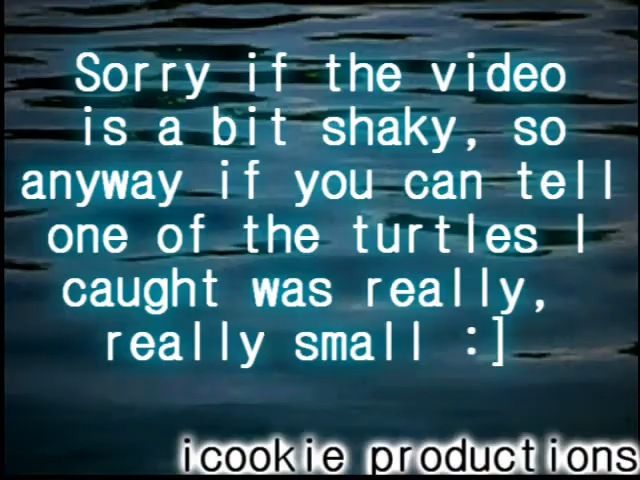 Sorry if the video
is a bit shaky, so
anyway if you can tell
one of the turtles I
caught was really,
really small :]
icookie productions